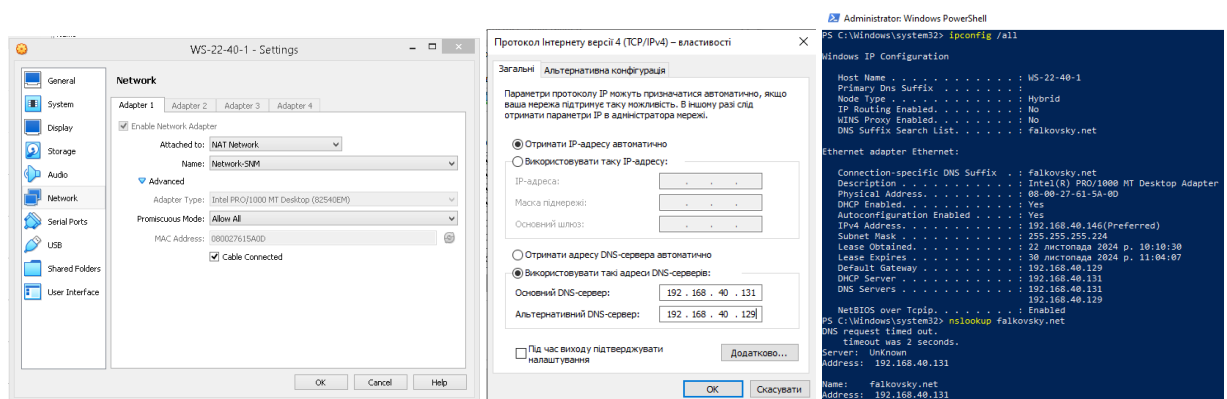 WS-22-40-1 - Settings
General
System
Display
Storage
Audio
Network
Serial Ports
USB
Shared Folders
User Interface
Network
Adapter 1 Adapter 2 Adapter 3 Adapter 4
Enable Network Adapter
Attached to: NAT Network
Name: Network-SNM
Advanced
Adapter Type: Intel PRO/1000 MT Desktop (82540EM)
Promiscuous Mode: Allow All
MAC Address: 080027615A0D
Cable Connected
OK Cancel Help
Протокол Інтернету версії 4 (TCP/IPv4) – властивості
Загальні Альтернативна конфігурація
Параметри протоколу IP можуть призначатися автоматично, якщо
ваша мережа підтримує таку можливість. В іншому разі слід
отримати параметри IP в адміністратора мережі.
Отримати IP-адресу автоматично
Використовувати таку IP-адресу:
IP-адреса:
Маска підмережі:
Основний шлюз:
Отримати адресу DNS-сервера автоматично
Використовувати такі адреси DNS-серверів:
Основний DNS-сервер: 192 . 168 . 40 . 131
Альтернативний DNS-сервер: 192 . 168 . 40 . 129
Під час виходу підтверджувати
налаштування
Додатково...
OK Скасувати
Administrator: Windows PowerShell
PS C:\Windows\system32> ipconfig /all
Windows IP Configuration
Host Name . . . . . . . . . . . . : WS-22-40-1
Primary Dns Suffix . . . . . . . :
Node Type . . . . . . . . . . . . : Hybrid
IP Routing Enabled. . . . . . . . : No
WINS Proxy Enabled. . . . . . . . : No
DNS Suffix Search List. . . . . . : falkovsky.net
Ethernet adapter Ethernet:
Connection-specific DNS Suffix . : falkovsky.net
Description . . . . . . . . . . . : Intel(R) PRO/1000 MT Desktop Adapter
Physical Address. . . . . . . . . : 08-00-27-61-5A-0D
DHCP Enabled. . . . . . . . . . . : Yes
Autoconfiguration Enabled . . . . : Yes
IPv4 Address. . . . . . . . . . . : 192.168.40.146(Preferred)
Subnet Mask . . . . . . . . . . . : 255.255.255.224
Lease Obtained. . . . . . . . . . : 22 листопада 2024 р. 10:10:30
Lease Expires . . . . . . . . . . : 30 листопада 2024 р. 11:04:07
Default Gateway . . . . . . . . . : 192.168.40.129
DHCP Server . . . . . . . . . . . : 192.168.40.131
DNS Servers . . . . . . . . . . . : 192.168.40.131
192.168.40.129
NetBIOS over Tcpip. . . . . . . . : Enabled
PS C:\Windows\system32> nslookup falkovsky.net
DNS request timed out.
timeout was 2 seconds.
Server: UnKnown
Address: 192.168.40.131
Name: falkovsky.net
Address: 192.168.40.131